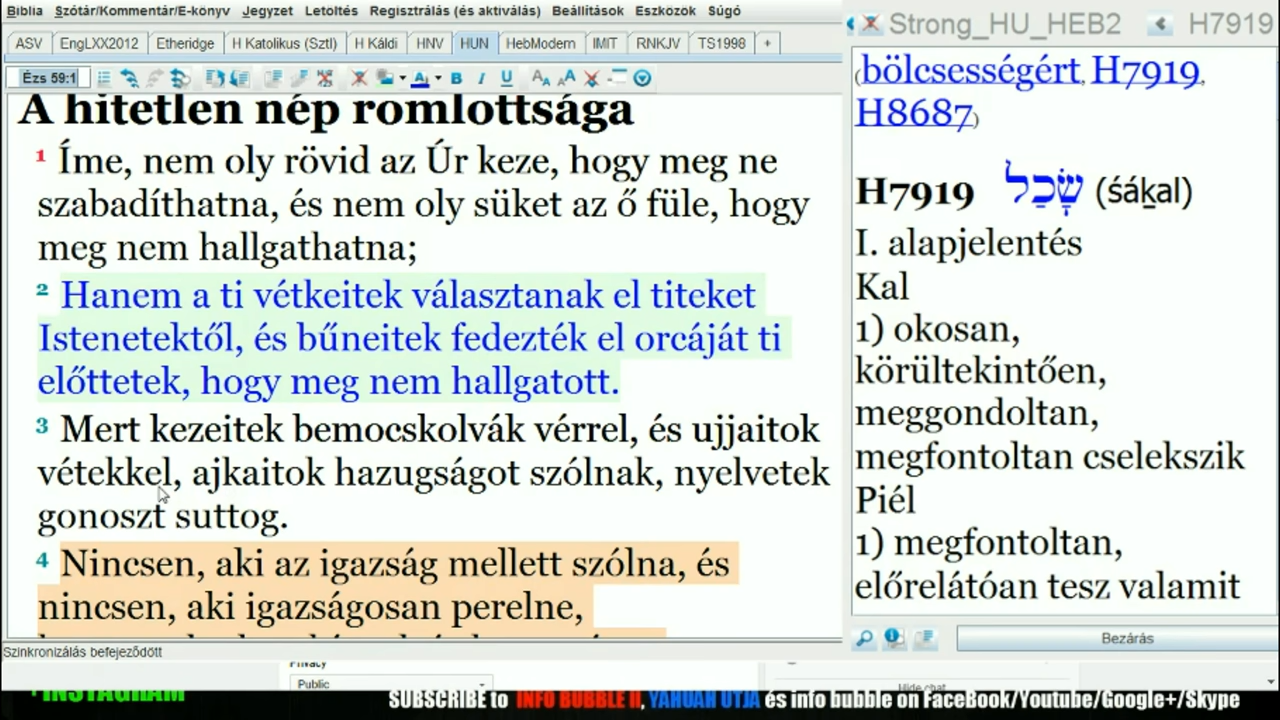 Biblia Szótár/Kommentár/E-könyv Jegyzet Letöltés Regisztrálás (és aktiválás) Beállítások Eszközök Súgó
ASV EngLXX2012 Etheridge H Katolikus (Sztl) H Káldi HNV HUN HebModern IMIT RNKJV TS1998 +
Ézs 59:1
A hitetlen nép romlottsága
1 Íme, nem oly rövid az Úr keze, hogy meg ne
szabadíthatna, és nem oly süket az ő füle, hogy
meg nem hallgathatna;
2 Hanem a ti vétkeitek választanak el titeket
Istenetektől, és bűneitek fedezték el orcáját ti
előttetek, hogy meg nem hallgatott.
3 Mert kezeitek bemocskolvák vérrel, és ujjaitok
vétekkel, ajkaitok hazugságot szólnak, nyelvetek
gonoszt suttog.
4 Nincsen, aki az igazság mellett szólna, és
nincsen, aki igazságosan perelne,
Szinkronizálás befejeződött
Strong_HU_HEB2 H7919
(bölcsességért, H7919,
H8687)
H7919 שָׂכַל (śáḵal)
I. alapjelentés
Kal
1) okosan,
körültekintően,
meggondoltan,
megfontoltan cselekszik
Piél
1) megfontoltan,
előrelátóan tesz valamit
Bezárás
Privacy
Public
Hide chat
INSTAGRAM
SUBSCRIBE to INFO BUBBLE II, YAHUAH UTJA és info bubble on FaceBook/Youtube/Google+/Skype